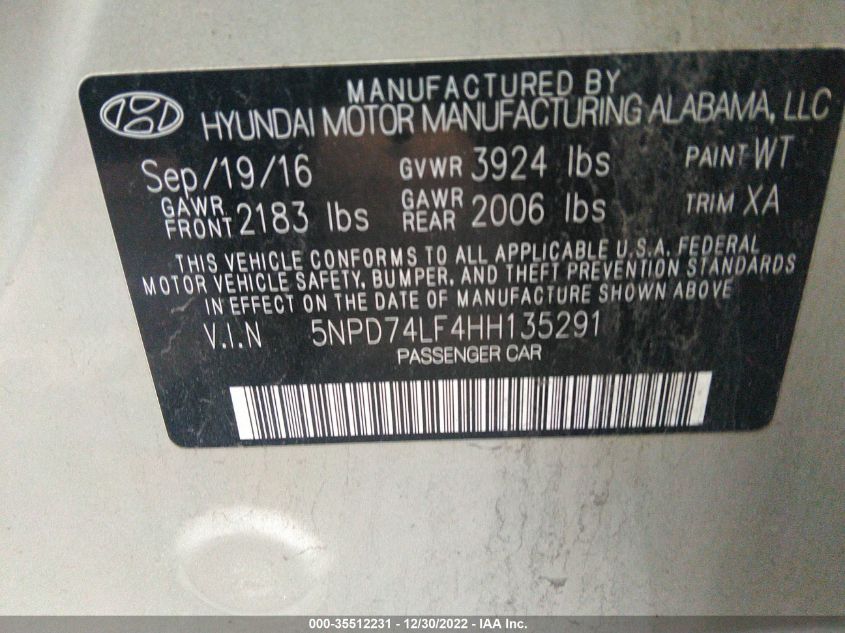 MANUFACTURED BY
HYUNDAI MOTOR MANUFACTURING ALABAMA, LLC
Sep/19/16 GVWR 3924 lbs PAINT WT
GAWR FRONT 2183 lbs GAWR REAR 2006 lbs TRIM XA
THIS VEHICLE CONFORMS TO ALL APPLICABLE U.S.A. FEDERAL
MOTOR VEHICLE SAFETY, BUMPER, AND THEFT PREVENTION STANDARDS
IN EFFECT ON THE DATE OF MANUFACTURE SHOWN ABOVE
V.I.N 5NPD74LF4HH135291
PASSENGER CAR
000-35512231 - 12/30/2022 - IAA Inc.